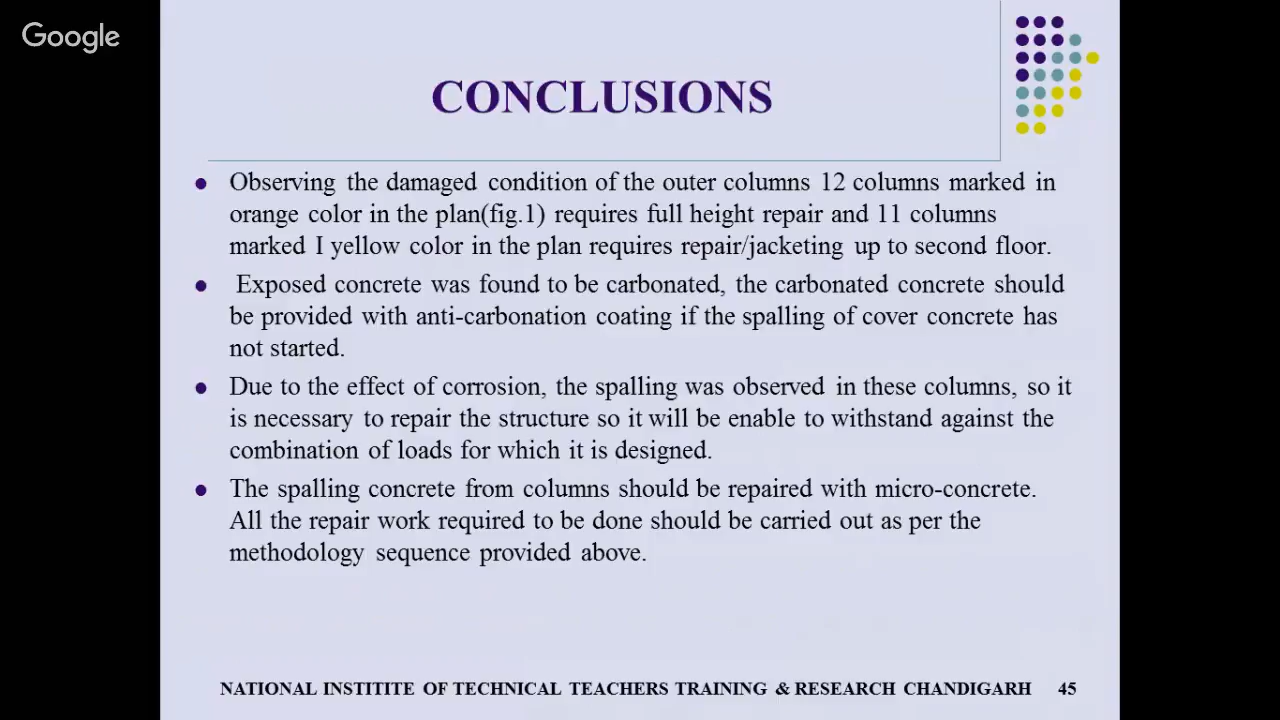 Google
CONCLUSIONS
● Observing the damaged condition of the outer columns 12 columns marked in
orange color in the plan(fig.1) requires full height repair and 11 columns
marked I yellow color in the plan requires repair/jacketing up to second floor.
● Exposed concrete was found to be carbonated, the carbonated concrete should
be provided with anti-carbonation coating if the spalling of cover concrete has
not started.
● Due to the effect of corrosion, the spalling was observed in these columns, so it
is necessary to repair the structure so it will be enable to withstand against the
combination of loads for which it is designed.
● The spalling concrete from columns should be repaired with micro-concrete.
All the repair work required to be done should be carried out as per the
methodology sequence provided above.
NATIONAL INSTITITE OF TECHNICAL TEACHERS TRAINING & RESEARCH CHANDIGARH 45